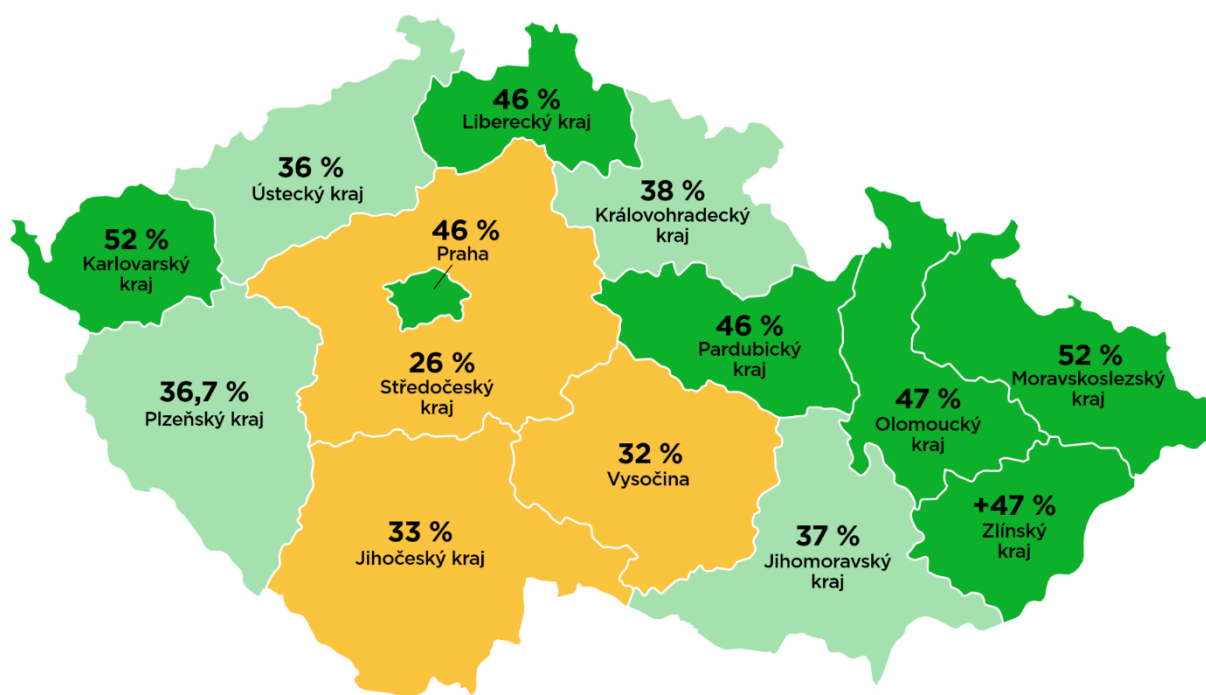 46 %
Liberecký kraj
36 %
Ústecký kraj
38 %
Královohradecký
kraj
52 %
Karlovarský
kraj
46 %
Praha
46 %
Pardubický
kraj
52 %
Moravskoslezský
kraj
26 %
Středočeský
kraj
36,7 %
Plzeňský kraj
47 %
Olomoucký
kraj
32 %
Vysočina
+47 %
Zlínský
kraj
33 %
Jihočeský kraj
37 %
Jihomoravský
kraj